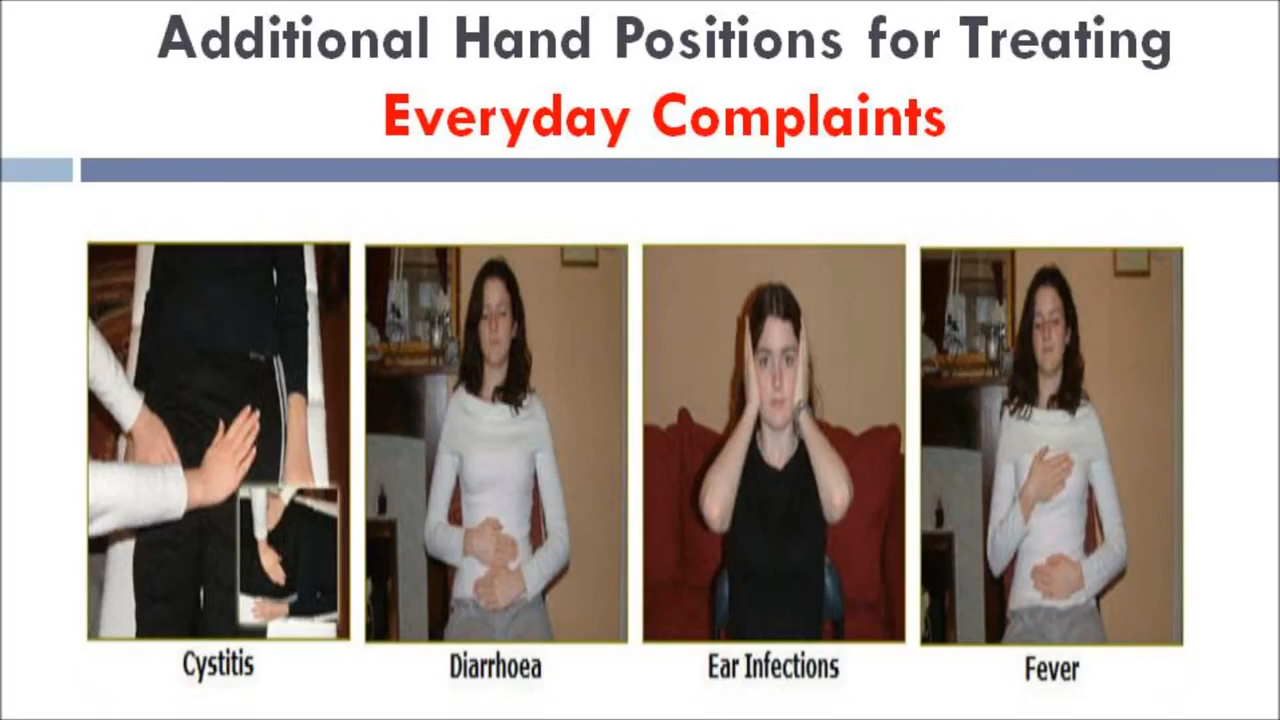 Additional Hand Positions for Treating
Everyday Complaints
Cystitis
Diarrhoea
Ear Infections
Fever